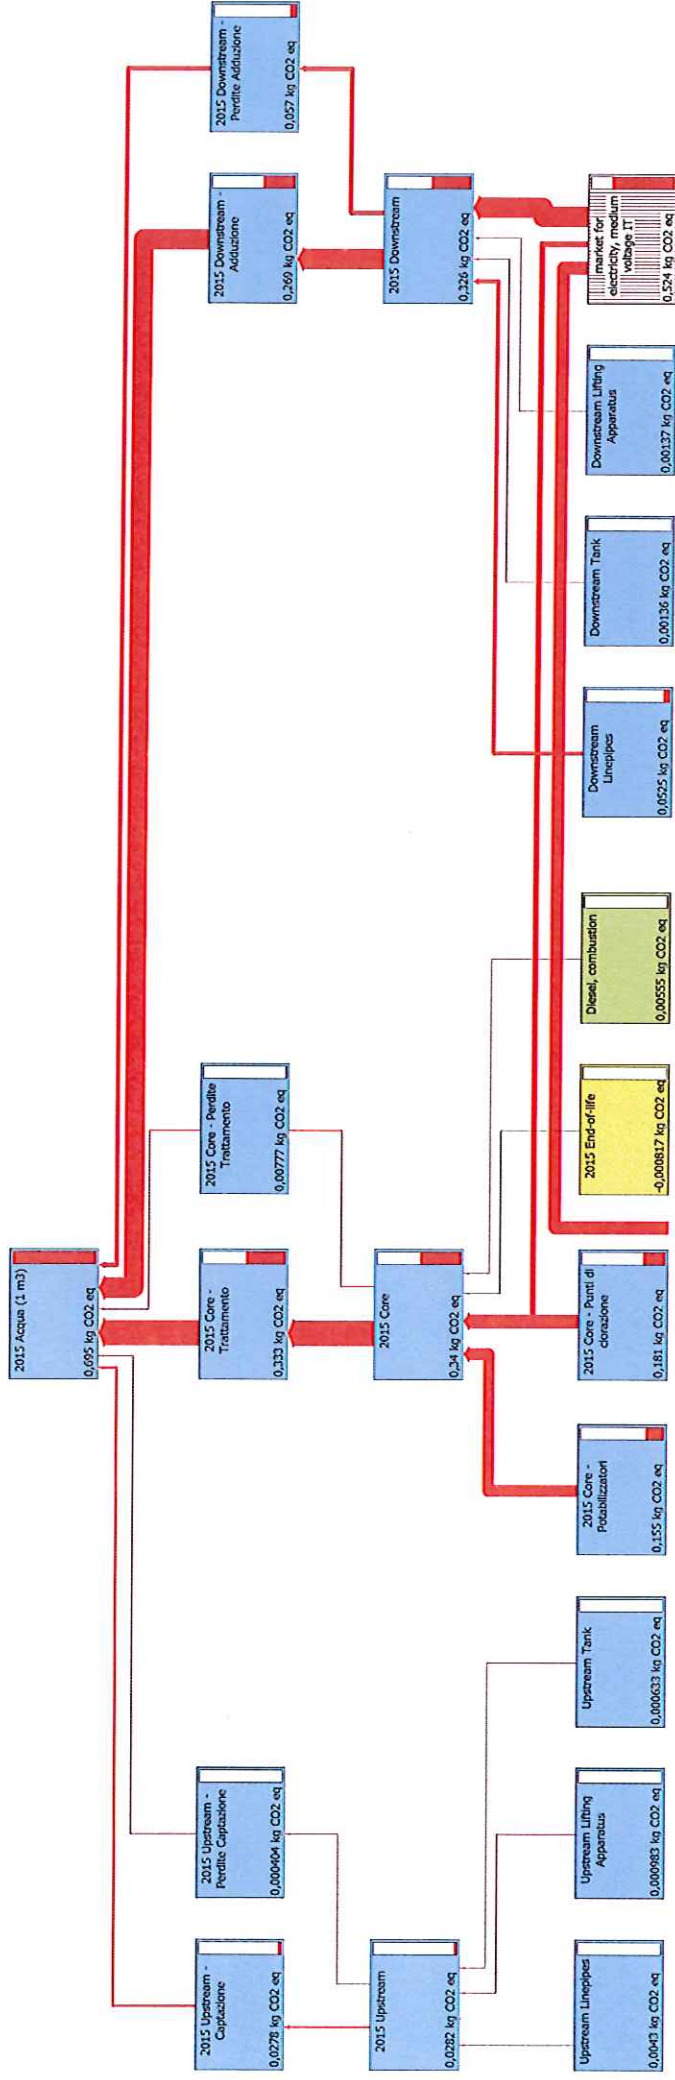 2015 Acqua (1 m3)
0,695 kg CO2 eq
2015 Upstream -
Captazione
0,0278 kg CO2 eq
2015 Upstream -
Perdite Captazione
0,000404 kg CO2 eq
2015 Core -
Trattamento
0,333 kg CO2 eq
2015 Core - Perdite
Trattamento
0,00777 kg CO2 eq
2015 Downstream -
Adduzione
0,269 kg CO2 eq
2015 Downstream -
Perdite Adduzione
0,057 kg CO2 eq
2015 Upstream
0,0282 kg CO2 eq
2015 Core
0,34 kg CO2 eq
2015 Downstream
0,326 kg CO2 eq
Upstream Linepipes
0,0043 kg CO2 eq
Upstream Lifting
Apparatus
0,000983 kg CO2 eq
Upstream Tank
0,000633 kg CO2 eq
2015 Core -
Potabilizzatori
0,155 kg CO2 eq
2015 Core - Punti di
clorazione
0,181 kg CO2 eq
2015 End-of-life
-0,000817 kg CO2 eq
Diesel, combustion
0,00555 kg CO2 eq
Downstream
Linepipes
0,0525 kg CO2 eq
Downstream Tank
0,00136 kg CO2 eq
Downstream Lifting
Apparatus
0,00137 kg CO2 eq
market for
electricity, medium
voltage IT
0,524 kg CO2 eq